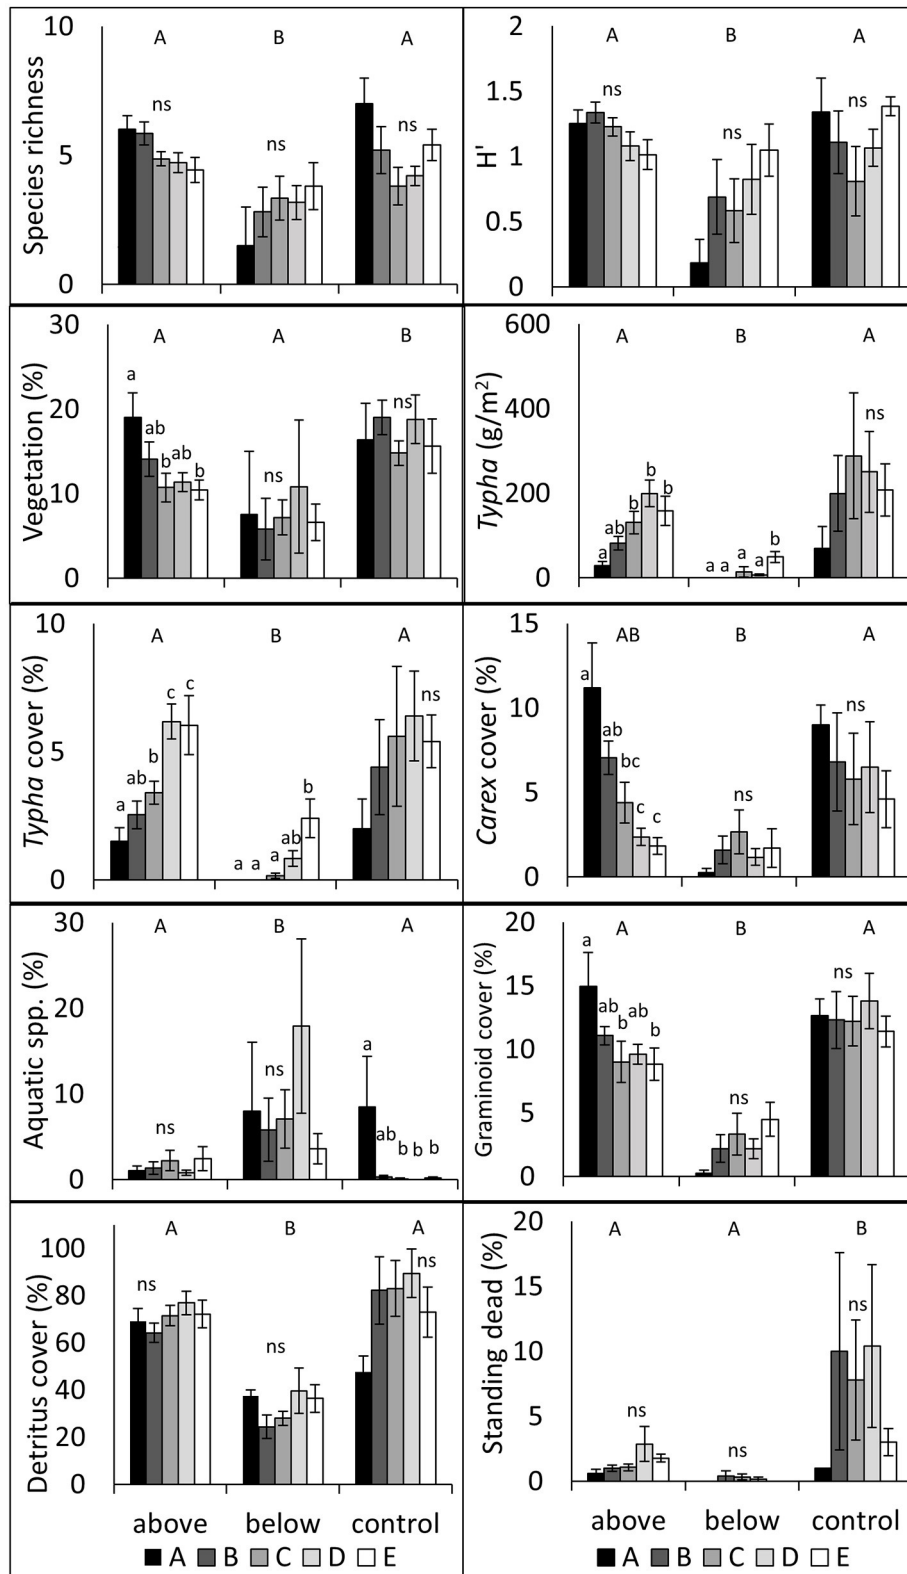 Species richness
10
5
0
A
B
A
ns
ns
ns
H'
2
1.5
1
0.5
0
A
B
A
ns
ns
ns
Vegetation (%)
30
20
10
0
A
A
B
a
ab
b
ab
b
ns
ns
Typha (g/m²)
600
400
200
0
A
B
A
a
ab
b
b
b
a
a
a
a
b
ns
Typha cover (%)
10
5
0
A
B
A
a
ab
b
c
c
a
a
a
ab
b
ns
Carex cover (%)
15
10
5
0
AB
B
A
a
ab
bc
c
c
ns
ns
Aquatic spp. (%)
30
20
10
0
A
B
A
ns
ns
a
ab
b
b
b
Graminoid cover (%)
20
15
10
5
0
A
B
A
a
ab
b
ab
b
ns
ns
Detritus cover (%)
100
80
60
40
20
0
A
B
A
ns
ns
ns
above
below
control
A B C D E
Standing dead (%)
20
15
10
5
0
A
A
B
ns
ns
ns
above
below
control
A B C D E